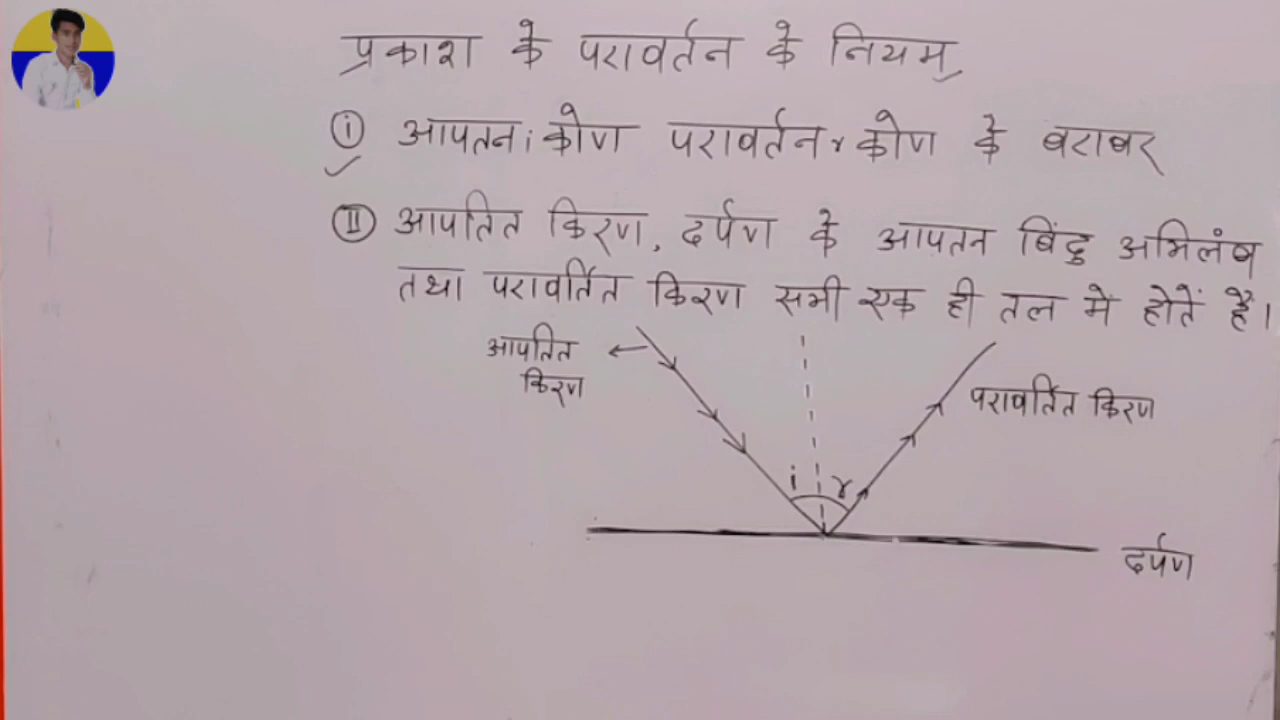 प्रकाश के परावर्तन के नियम
(i) आपतन i कोण परावर्तन r कोण के बराबर
(II) आपतित किरण, दर्पण के आपतन बिंदु अभिलंब
तथा परावर्तित किरण सभी एक ही तल मे होतें हैं।
आपतित
किरण
परावर्तित किरण
i r
दर्पण